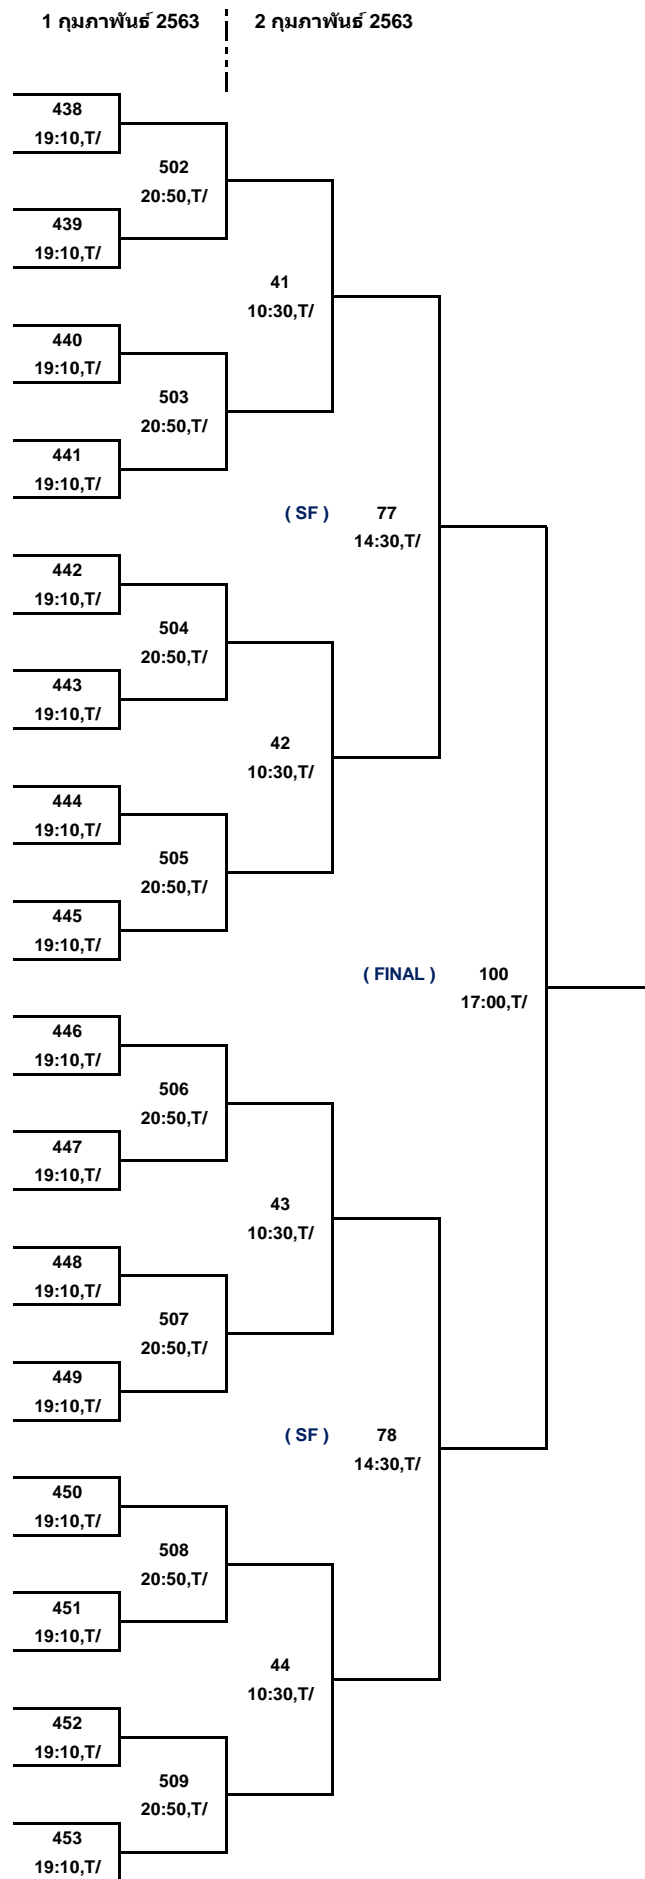 1 กุมภาพันธ์ 2563
2 กุมภาพันธ์ 2563
438
19:10,T/
502
20:50,T/
439
19:10,T/
41
10:30,T/
440
19:10,T/
503
20:50,T/
441
19:10,T/
( SF )
77
14:30,T/
442
19:10,T/
504
20:50,T/
443
19:10,T/
42
10:30,T/
444
19:10,T/
505
20:50,T/
445
19:10,T/
( FINAL )
100
17:00,T/
446
19:10,T/
506
20:50,T/
447
19:10,T/
43
10:30,T/
448
19:10,T/
507
20:50,T/
449
19:10,T/
( SF )
78
14:30,T/
450
19:10,T/
508
20:50,T/
451
19:10,T/
44
10:30,T/
452
19:10,T/
509
20:50,T/
453
19:10,T/